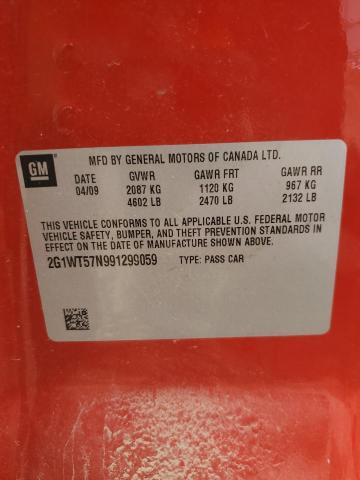 GM
MFD BY GENERAL MOTORS OF CANADA LTD.
DATE GVWR GAWR FRT GAWR RR
04/09 2087 KG 1120 KG 967 KG
4602 LB 2470 LB 2132 LB
THIS VEHICLE CONFORMS TO ALL APPLICABLE U.S. FEDERAL MOTOR
VEHICLE SAFETY, BUMPER, AND THEFT PREVENTION STANDARDS IN
EFFECT ON THE DATE OF MANUFACTURE SHOWN ABOVE.
2G1WT57N991299059 TYPE: PASS CAR